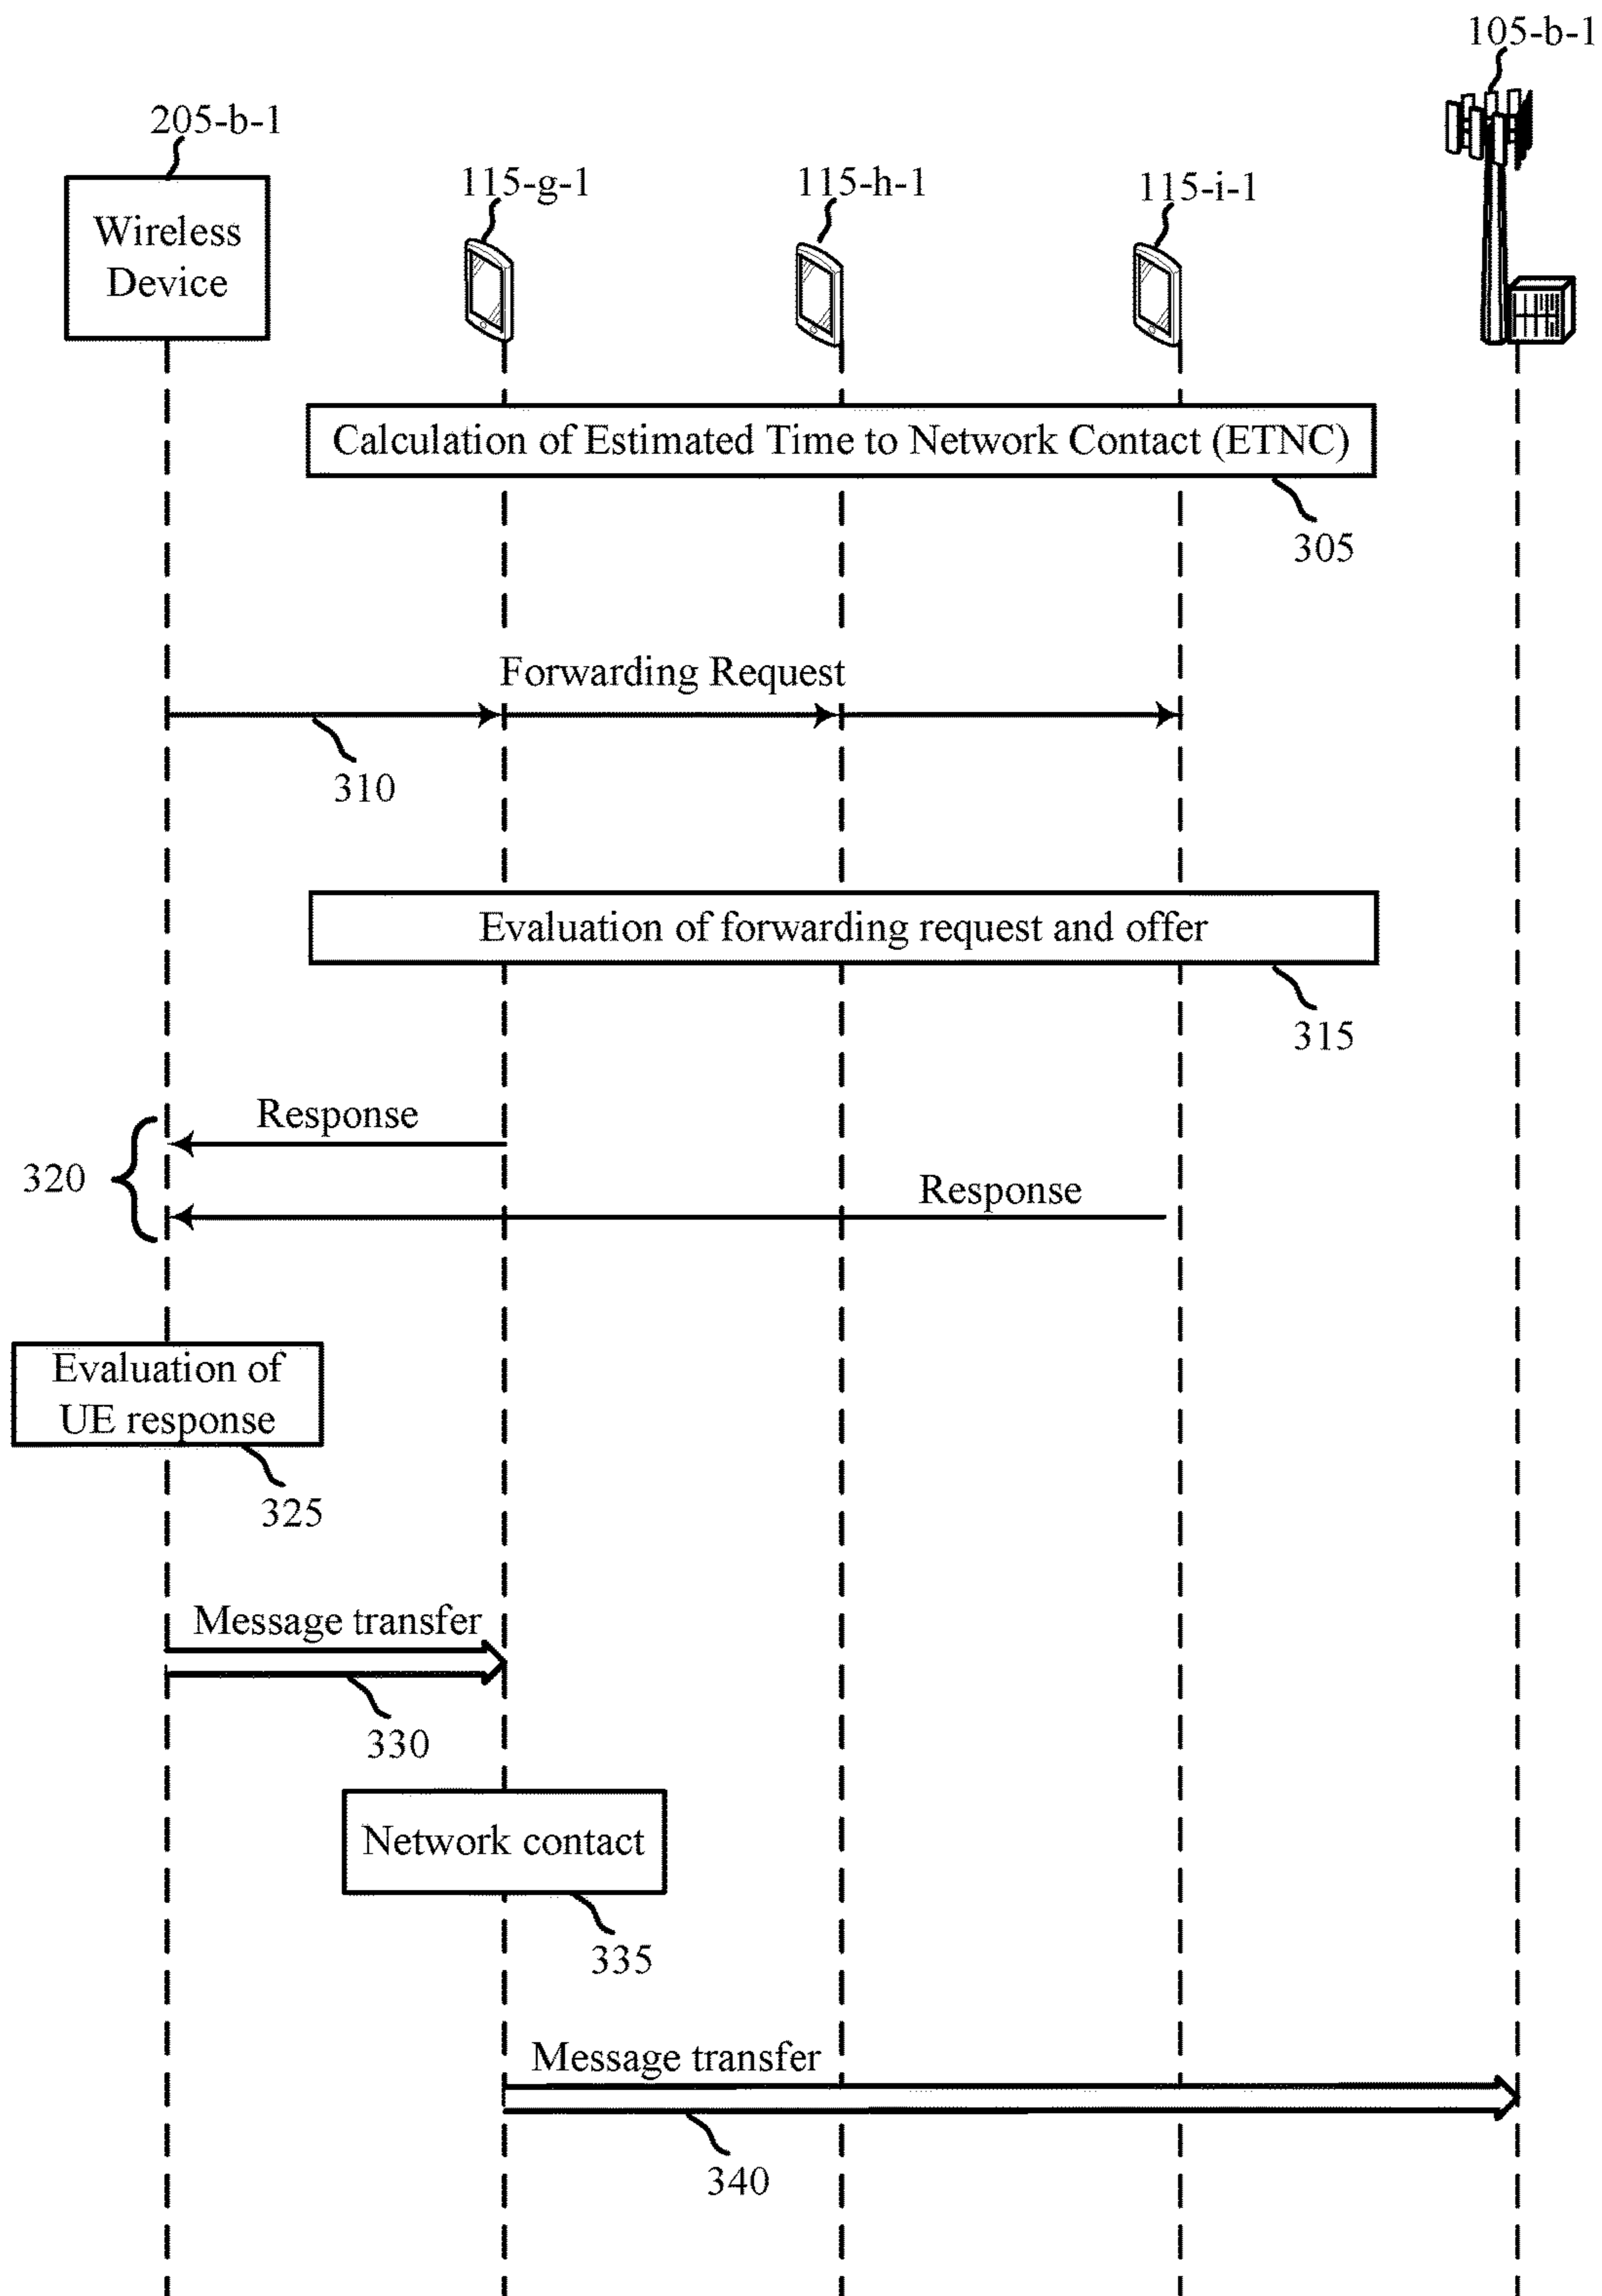 105-b-1
205-b-1
115-g-1
115-h-1
115-i-1
Wireless
Device
Calculation of Estimated Time to Network Contact (ETNC)
305
Forwarding Request
310
Evaluation of forwarding request and offer
315
Response
320
Response
Evaluation of
UE response
325
Message transfer
330
Network contact
335
Message transfer
340